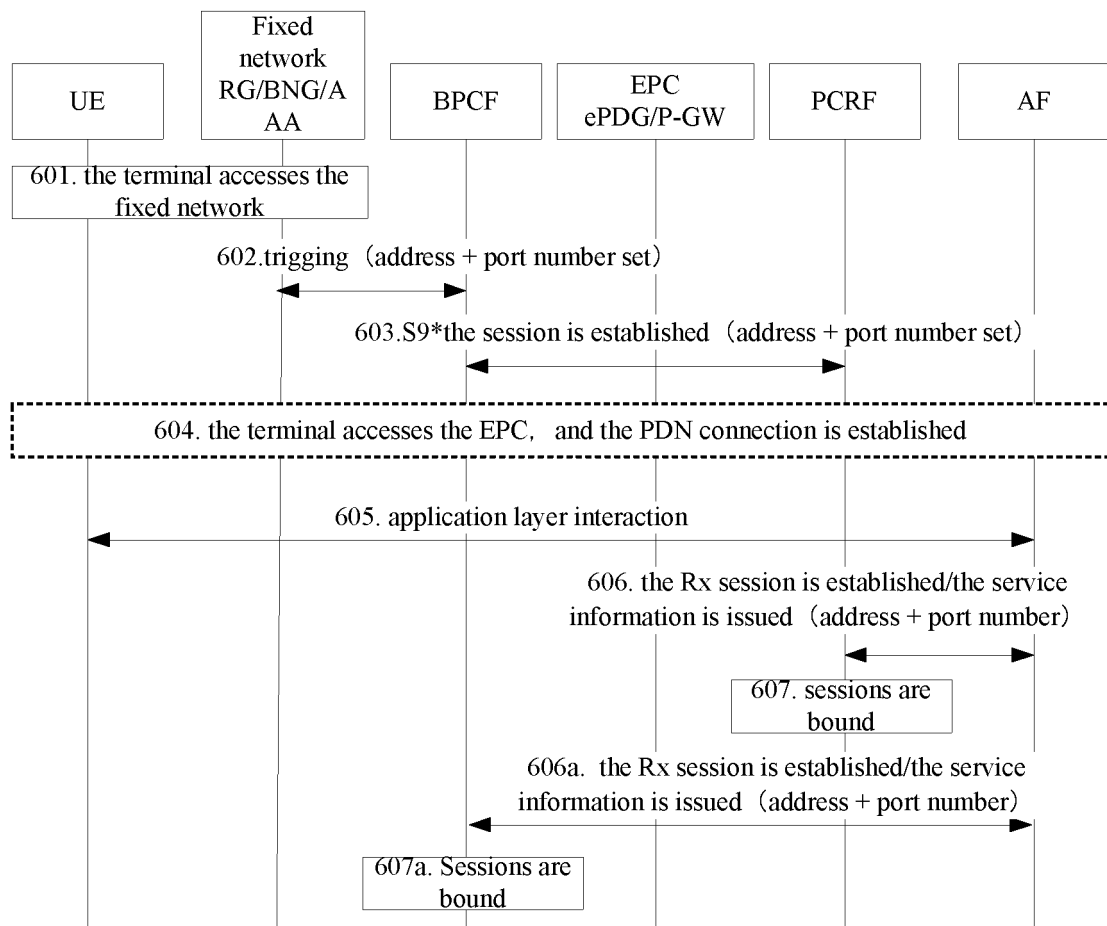 UE
Fixed
network
RG/BNG/A
AA
BPCF
EPC
ePDG/P-GW
PCRF
AF
601. the terminal accesses the
fixed network
602.trigging（address + port number set）
603.S9*the session is established（address + port number set）
604. the terminal accesses the EPC, and the PDN connection is established
605. application layer interaction
606. the Rx session is established/the service
information is issued（address + port number）
607. sessions are
bound
606a. the Rx session is established/the service
information is issued（address + port number）
607a. Sessions are
bound